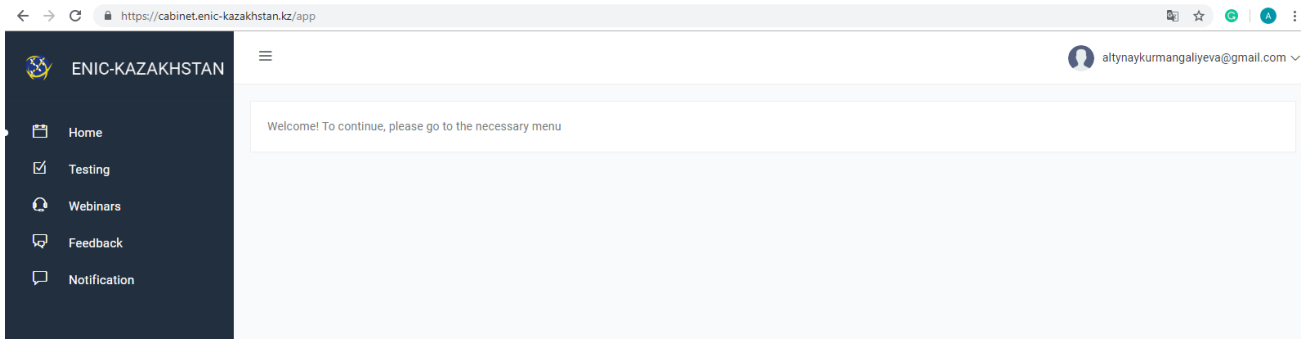 https://cabinet.enic-kazakhstan.kz/app
A
ENIC-KAZAKHSTAN
altynaykurmangaliyeva@gmail.com
Welcome! To continue, please go to the necessary menu
Home
Testing
Webinars
Feedback
Notification